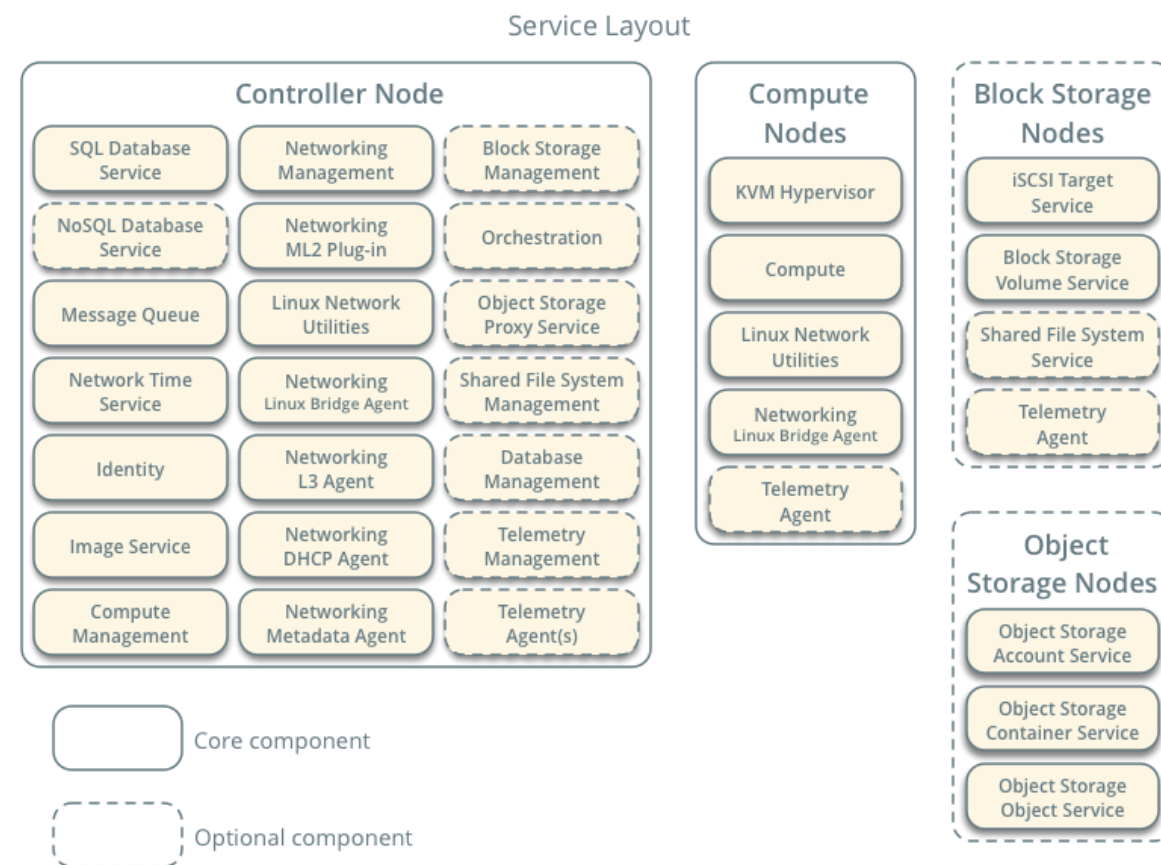 Service Layout
Controller Node
SQL Database
Service
Networking
Management
Block Storage
Management
NoSQL Database
Service
Networking
ML2 Plug-in
Orchestration
Message Queue
Linux Network
Utilities
Object Storage
Proxy Service
Network Time
Service
Networking
Linux Bridge Agent
Shared File System
Management
Identity
Networking
L3 Agent
Database
Management
Image Service
Networking
DHCP Agent
Telemetry
Management
Compute
Management
Networking
Metadata Agent
Telemetry
Agent(s)
Compute
Nodes
KVM Hypervisor
Compute
Linux Network
Utilities
Networking
Linux Bridge Agent
Telemetry
Agent
Block Storage
Nodes
iSCSI Target
Service
Block Storage
Volume Service
Shared File System
Service
Telemetry
Agent
Object
Storage Nodes
Object Storage
Account Service
Object Storage
Container Service
Object Storage
Object Service
Core component
Optional component